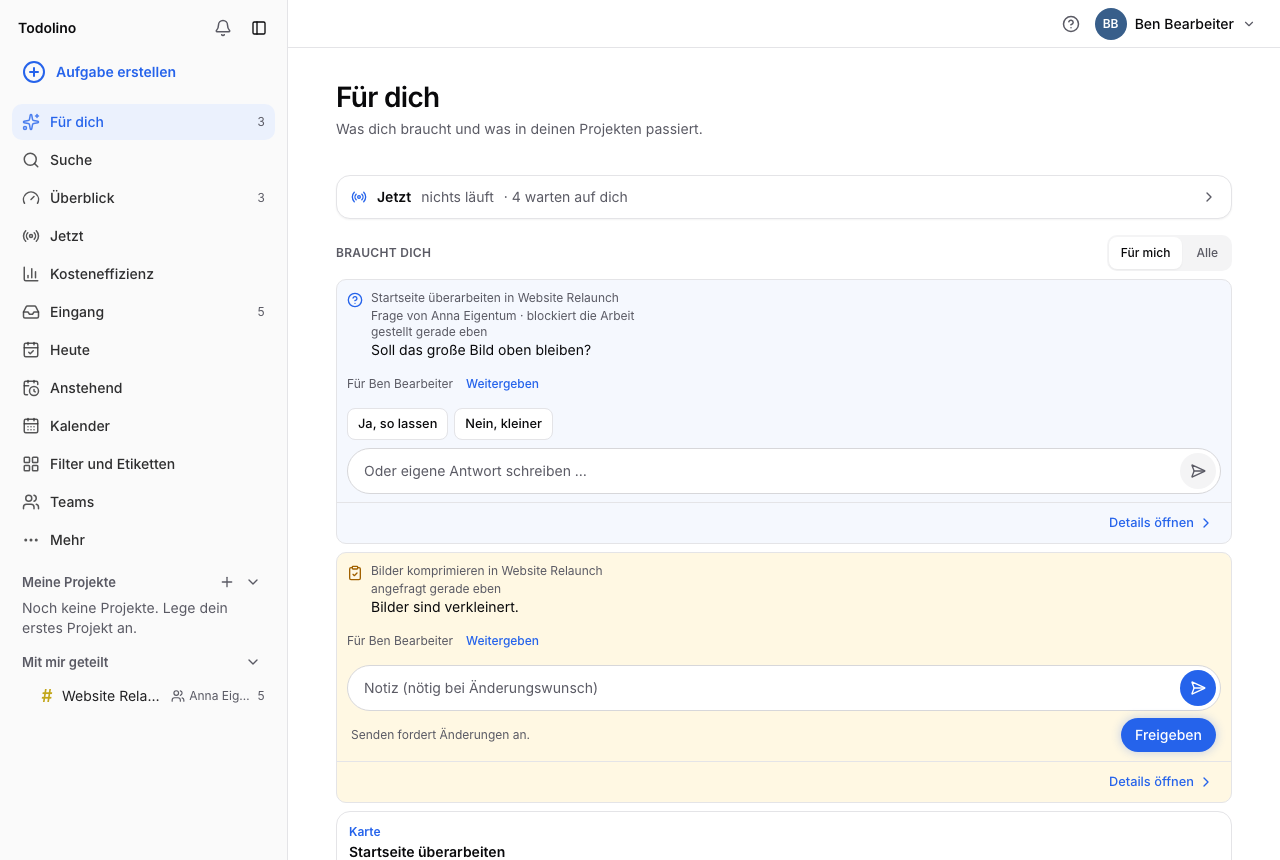 Todolino
Aufgabe erstellen
Für dich 3
Suche
Überblick 3
Jetzt
Kosteneffizienz
Eingang 5
Heute
Anstehend
Kalender
Filter und Etiketten
Teams
Mehr
Meine Projekte
Noch keine Projekte. Lege dein
erstes Projekt an.
Mit mir geteilt
# Website Rela... Anna Eig... 5
BB Ben Bearbeiter
Für dich
Was dich braucht und was in deinen Projekten passiert.
Jetzt nichts läuft · 4 warten auf dich
BRAUCHT DICH
Für mich Alle
Startseite überarbeiten in Website Relaunch
Frage von Anna Eigentum · blockiert die Arbeit
gestellt gerade eben
Soll das große Bild oben bleiben?
Für Ben Bearbeiter Weitergeben
Ja, so lassen Nein, kleiner
Oder eigene Antwort schreiben ...
Details öffnen
Bilder komprimieren in Website Relaunch
angefragt gerade eben
Bilder sind verkleinert.
Für Ben Bearbeiter Weitergeben
Notiz (nötig bei Änderungswunsch)
Senden fordert Änderungen an.
Freigeben
Details öffnen
Karte
Startseite überarbeiten